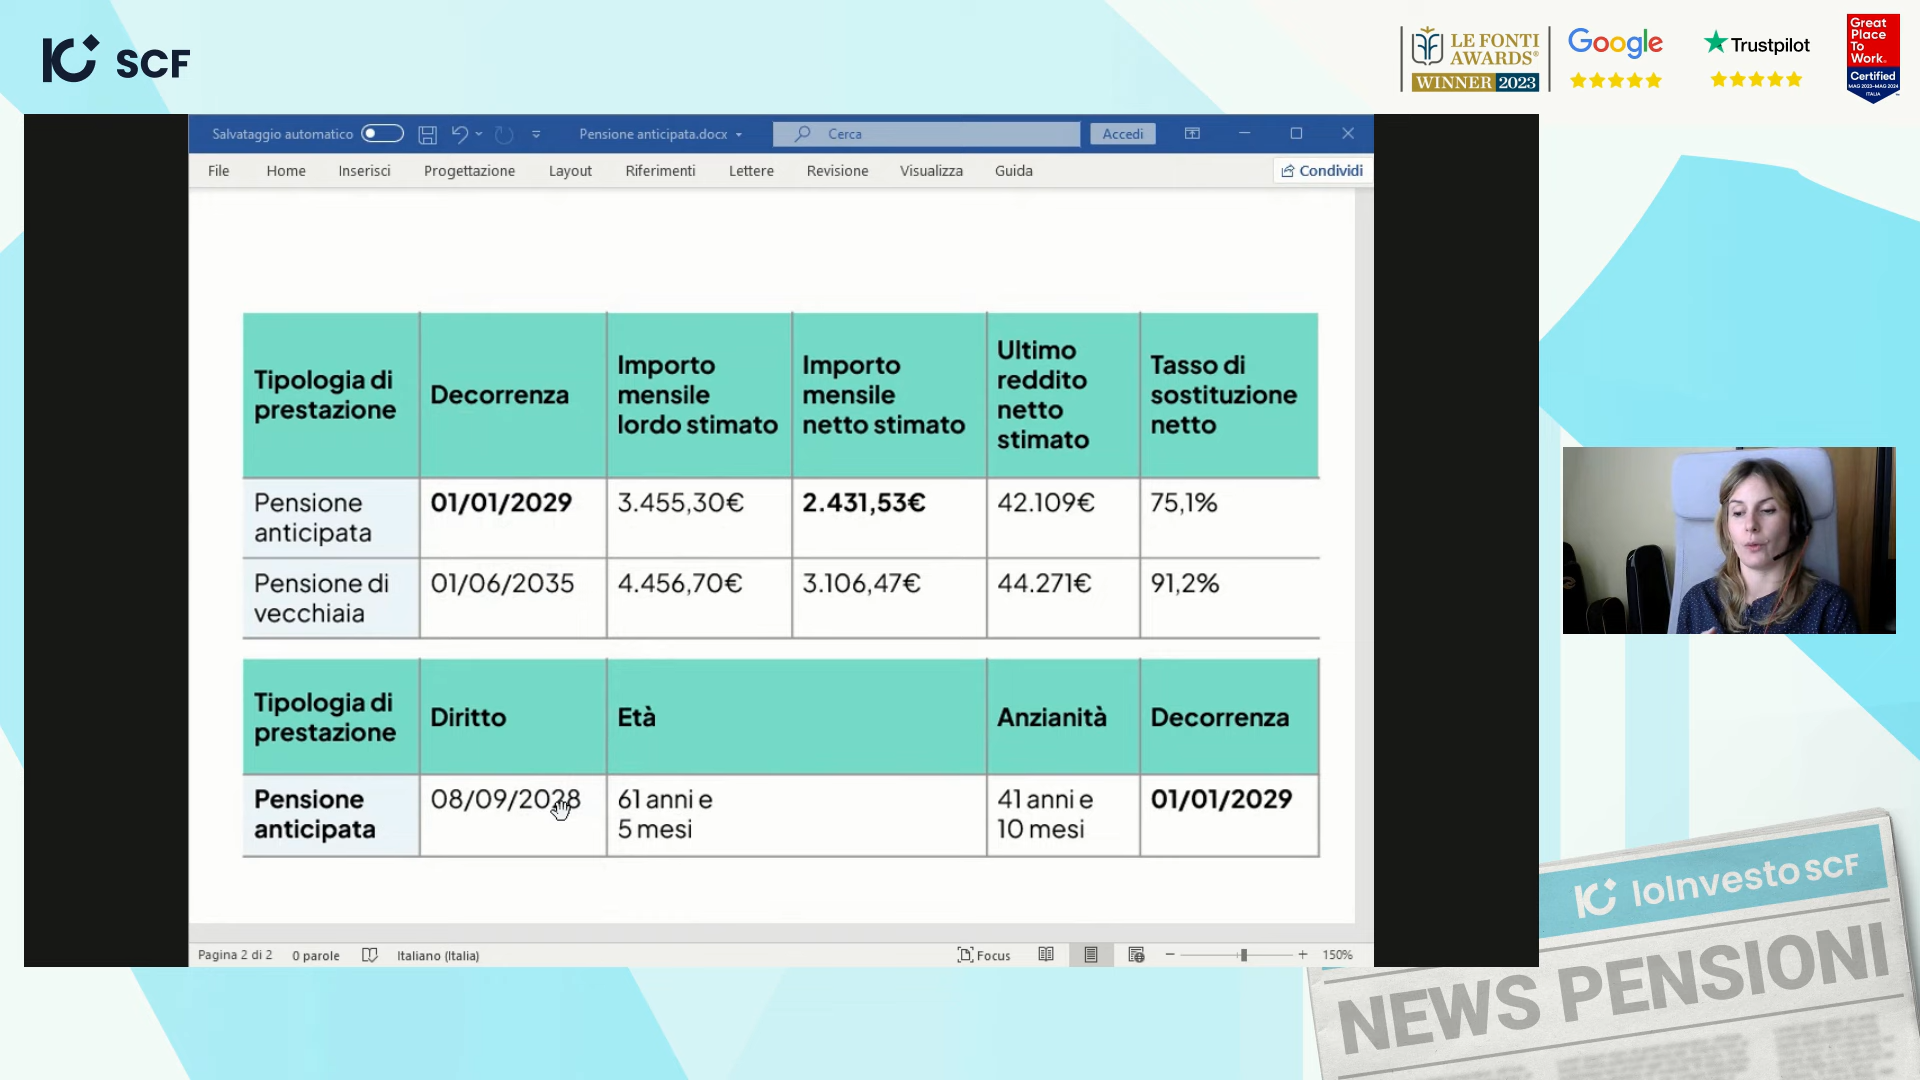 SCF
LE FONTI
AWARDS®
WINNER 2023
Google
Trustpilot
Great
Place
To
Work.
Certified
MAG 2023–MAG 2024
ITALIA
Salvataggio automatico
Pensione anticipata.docx
Cerca
Accedi
File
Home
Inserisci
Progettazione
Layout
Riferimenti
Lettere
Revisione
Visualizza
Guida
Condividi
Tipologia di
prestazione
Decorrenza
Importo
mensile
lordo stimato
Importo
mensile
netto stimato
Ultimo
reddito
netto
stimato
Tasso di
sostituzione
netto
Pensione
anticipata
01/01/2029
3.455,30€
2.431,53€
42.109€
75,1%
Pensione di
vecchiaia
01/06/2035
4.456,70€
3.106,47€
44.271€
91,2%
Tipologia di
prestazione
Diritto
Età
Anzianità
Decorrenza
Pensione
anticipata
08/09/2028
61 anni e
5 mesi
41 anni e
10 mesi
01/01/2029
Pagina 2 di 2
0 parole
Italiano (Italia)
Focus
150%
IoInvesto SCF
NEWS PENSIONI